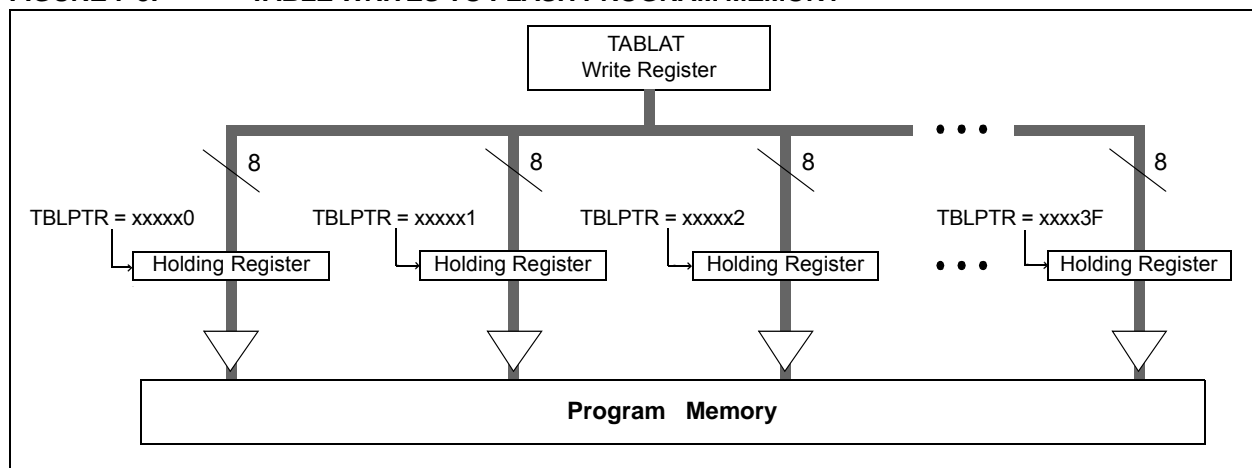 FIGURE TABLE WRITES TO FLASH PROGRAM MEMORY
TABLAT
Write Register
8 8 8 8
TBLPTR = xxxxx0 TBLPTR = xxxxx1 TBLPTR = xxxxx2 TBLPTR = xxxx3F
Holding Register Holding Register Holding Register Holding Register
Program Memory